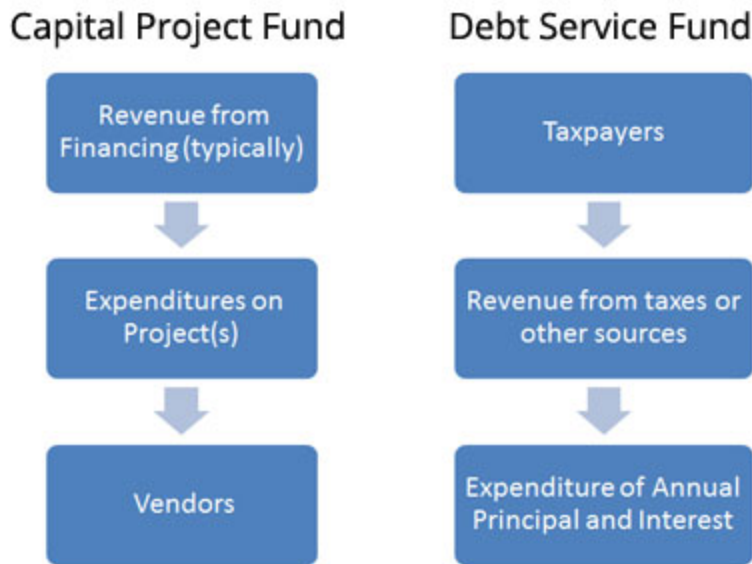 Capital Project Fund
Revenue from
Financing (typically)
Expenditures on
Project(s)
Vendors
Debt Service Fund
Taxpayers
Revenue from taxes or
other sources
Expenditure of Annual
Principal and Interest